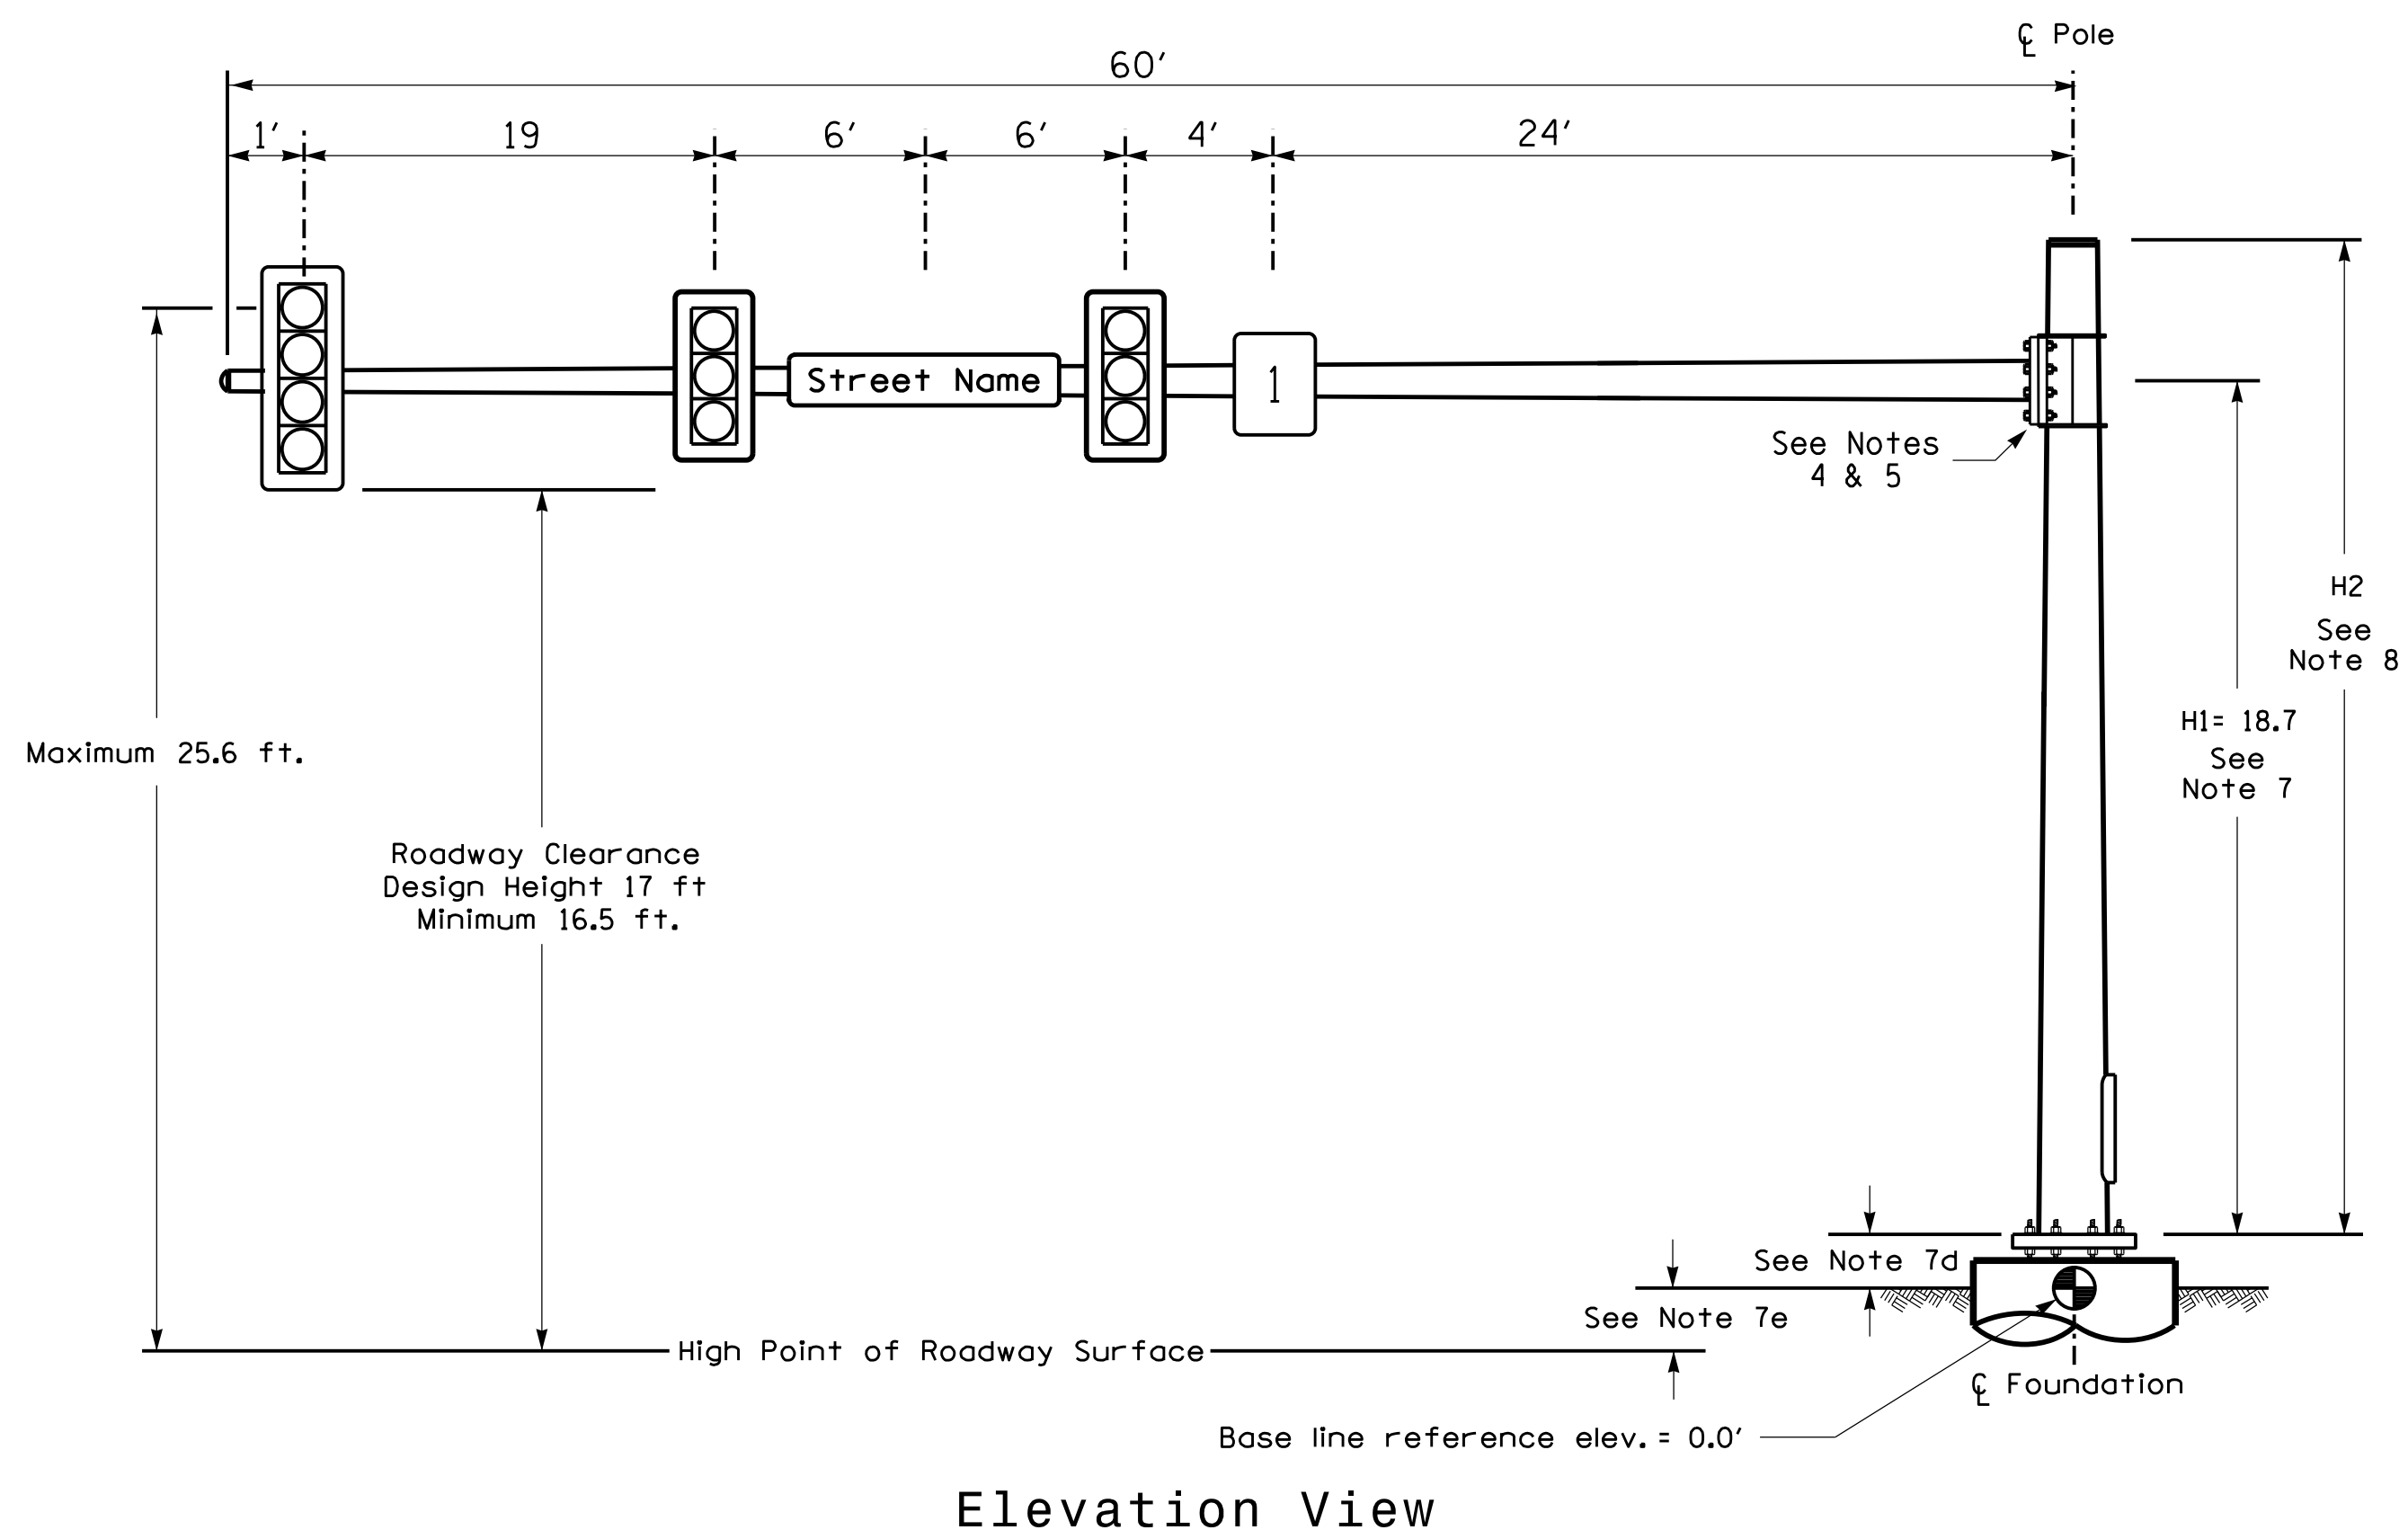 ℄ Pole
60'
1' 19 6' 6' 4' 24'
Street Name
1
See Notes
4 & 5
H2
See
Note 8
H1= 18.7
See
Note 7
Maximum 25.6 ft.
Roadway Clearance
Design Height 17 ft
Minimum 16.5 ft.
See Note 7d
See Note 7e
High Point of Roadway Surface
℄ Foundation
Base line reference elev. = 0.0'
Elevation View